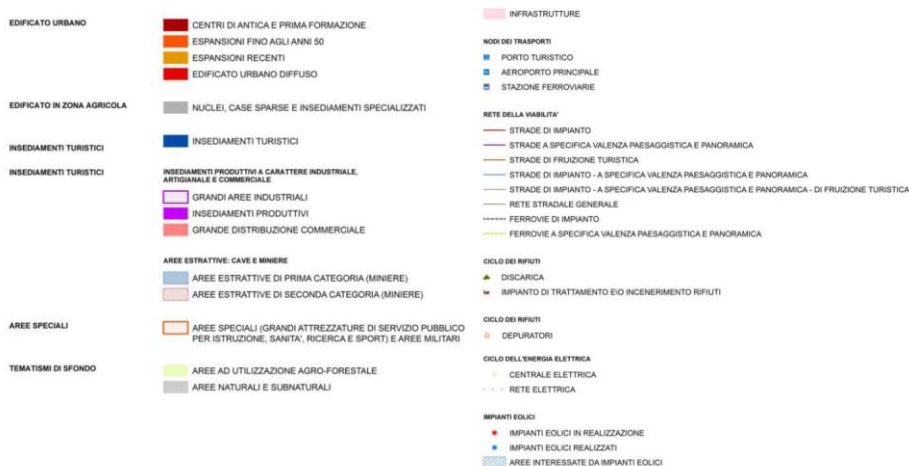 EDIFICATO URBANO
CENTRI DI ANTICA E PRIMA FORMAZIONE
ESPANSIONI FINO AGLI ANNI 50
ESPANSIONI RECENTI
EDIFICATO URBANO DIFFUSO
EDIFICATO IN ZONA AGRICOLA
NUCLEI, CASE SPARSE E INSEDIAMENTI SPECIALIZZATI
INSEDIAMENTI TURISTICI
INSEDIAMENTI TURISTICI
INSEDIAMENTI TURISTICI
INSEDIAMENTI PRODUTTIVI A CARATTERE INDUSTRIALE,
ARTIGIANALE E COMMERCIALE
GRANDI AREE INDUSTRIALI
INSEDIAMENTI PRODUTTIVI
GRANDE DISTRIBUZIONE COMMERCIALE
AREE ESTRATTIVE: CAVE E MINIERE
AREE ESTRATTIVE DI PRIMA CATEGORIA (MINIERE)
AREE ESTRATTIVE DI SECONDA CATEGORIA (MINIERE)
AREE SPECIALI
AREE SPECIALI (GRANDI ATTREZZATURE DI SERVIZIO PUBBLICO
PER ISTRUZIONE, SANITA', RICERCA E SPORT) E AREE MILITARI
TEMATISMI DI SFONDO
AREE AD UTILIZZAZIONE AGRO-FORESTALE
AREE NATURALI E SUBNATURALI
INFRASTRUTTURE
NODI DEI TRASPORTI
PORTO TURISTICO
AEROPORTO PRINCIPALE
STAZIONE FERROVIARIE
RETE DELLA VIABILITA'
STRADE DI IMPIANTO
STRADE A SPECIFICA VALENZA PAESAGGISTICA E PANORAMICA
STRADE DI FRUIZIONE TURISTICA
STRADE DI IMPIANTO - A SPECIFICA VALENZA PAESAGGISTICA E PANORAMICA
STRADE DI IMPIANTO - A SPECIFICA VALENZA PAESAGGISTICA E PANORAMICA - DI FRUIZIONE TURISTICA
RETE STRADALE GENERALE
FERROVIE DI IMPIANTO
FERROVIE A SPECIFICA VALENZA PAESAGGISTICA E PANORAMICA
CICLO DEI RIFIUTI
DISCARICA
IMPIANTO DI TRATTAMENTO E\O INCENERIMENTO RIFIUTI
CICLO DEI RIFIUTI
DEPURATORI
CICLO DELL'ENERGIA ELETTRICA
CENTRALE ELETTRICA
RETE ELETTRICA
IMPIANTI EOLICI
IMPIANTI EOLICI IN REALIZZAZIONE
IMPIANTI EOLICI REALIZZATI
AREE INTERESSATE DA IMPIANTI EOLICI